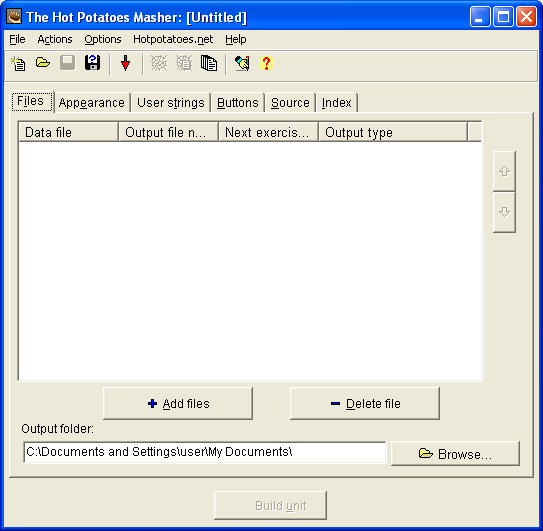 The Hot Potatoes Masher: [Untitled]
File Actions Options Hotpotatoes.net Help
Files Appearance User strings Buttons Source Index
Data file Output file n... Next exercis... Output type
Add files Delete file
Output folder:
C:\Documents and Settings\user\My Documents\
Browse...
Build unit